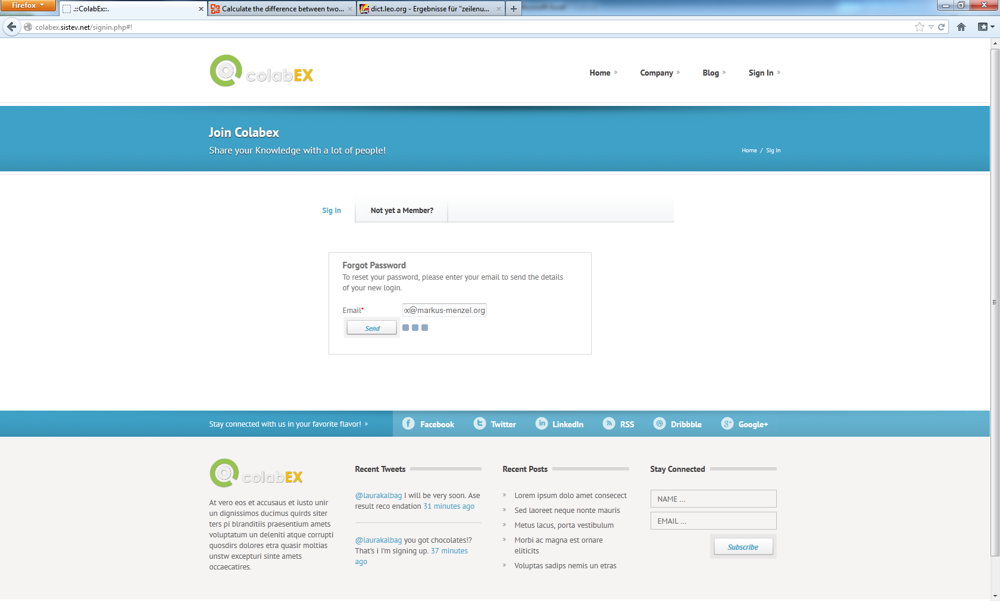 Firefox
.::ColabEx::.
Calculate the difference between two...
dict.leo.org - Ergebnisse für "zeilenu...
colabex.sistev.net/signin.php#!
colabEX
Home
Company
Blog
Sign In
Join Colabex
Share your Knowledge with a lot of people!
Home / Sig In
Sig In
Not yet a Member?
Forgot Password
To reset your password, please enter your email to send the details
of your new login.
Email*
x@markus-menzel.org
Send
Stay connected with us in your favorite flavor!
Facebook
Twitter
LinkedIn
RSS
Dribbble
Google+
colabEX
At vero eos et accusaus et iusto unir
un dignissimos ducimus quirds siter
ters pi blranditiis praesentium amets
voluptatum un deleniti atque corrupti
quosdirs dolores etra quasir moltias
unstw excepturi sinte amets
occaecatires.
Recent Tweets
@laurakalbag I will be very soon. Ase
result reco endation 31 minutes ago
@laurakalbag you got chocolates!?
That's i I'm signing up. 37 minutes
ago
Recent Posts
Lorem ipsum dolo amet consecect
Sed laoreet neque nonte mauris
Metus lacus, porta vestibulum
Morbi ac magna est ornare
eliticits
Voluptas sadips nemis un etras
Stay Connected
NAME ...
EMAIL ...
Subscribe